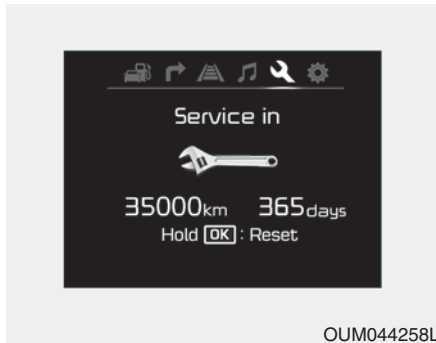 Service in
35000km 365days
Hold OK : Reset
OUM044258L